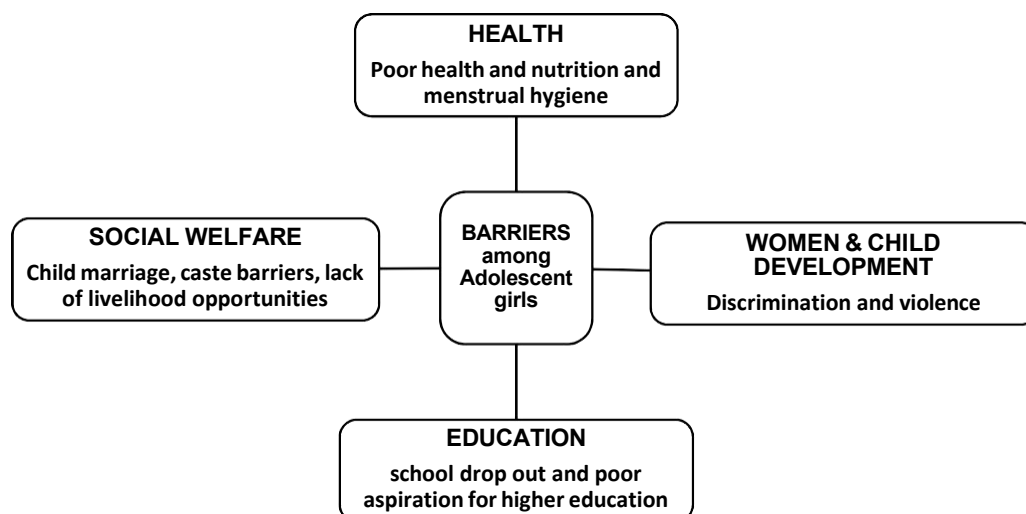 HEALTH
Poor health and nutrition and
menstrual hygiene
SOCIAL WELFARE
Child marriage, caste barriers, lack
of livelihood opportunities
BARRIERS
among
Adolescent
girls
WOMEN & CHILD
DEVELOPMENT
Discrimination and violence
EDUCATION
school drop out and poor
aspiration for higher education